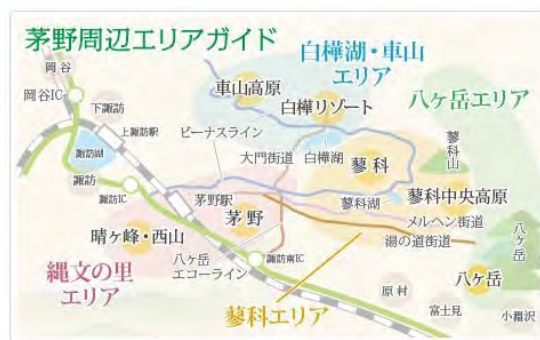 茅野周辺エリアガイド
岡谷
岡谷IC
下諏訪
上諏訪駅
諏訪湖
諏訪
諏訪IC
白樺湖・車山
エリア
車山高原
白樺リゾート
ビーナスライン
大門街道
白樺湖
八ヶ岳エリア
蓼科山
蓼科
茅野駅
茅野
蓼科湖
蓼科中央高原
メルヘン街道
湯の道街道
晴ヶ峰・西山
八ヶ岳
エコーライン
諏訪南IC
縄文の里
エリア
蓼科エリア
八ヶ岳
八ヶ岳
原村
富士見
小淵沢